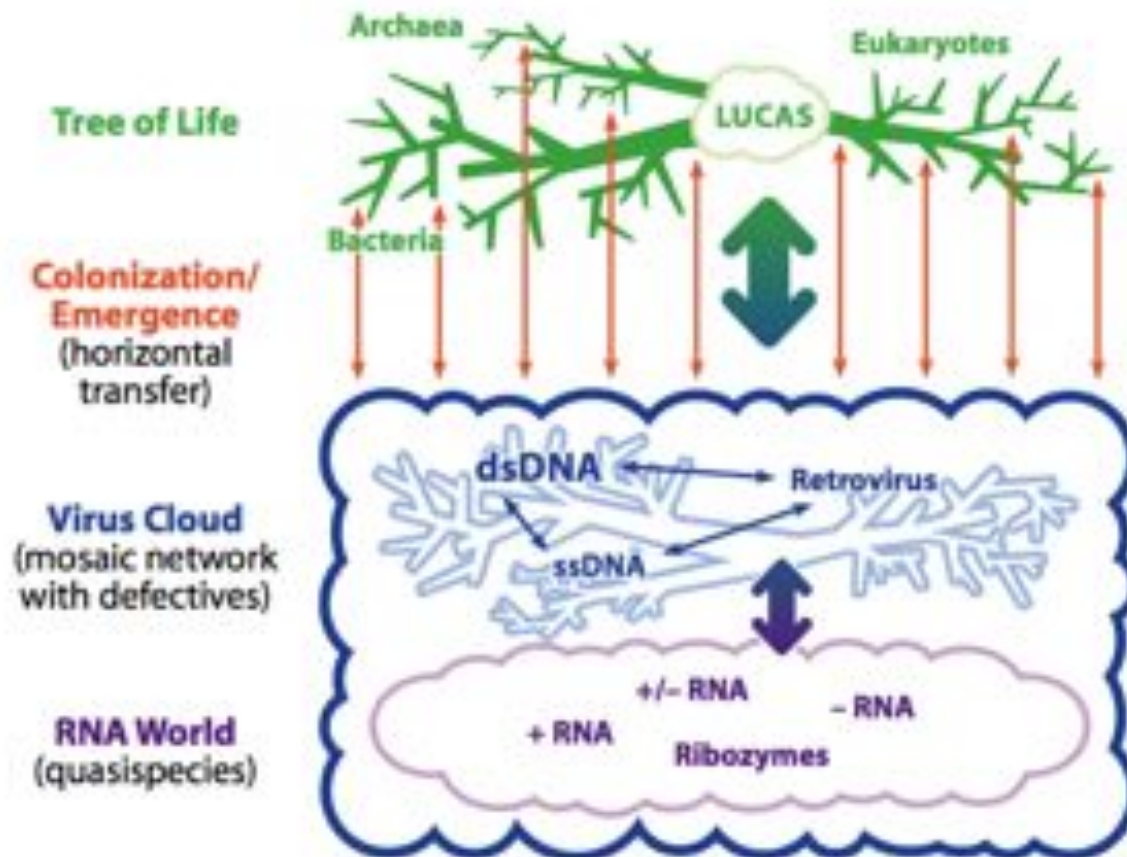 Archaea
Eukaryotes
Tree of Life
LUCAS
Bacteria
Colonization/
Emergence
(horizontal
transfer)
dsDNA
Retrovirus
Virus Cloud
(mosaic network
with defectives)
ssDNA
+/– RNA
– RNA
+ RNA
RNA World
(quasispecies)
Ribozymes